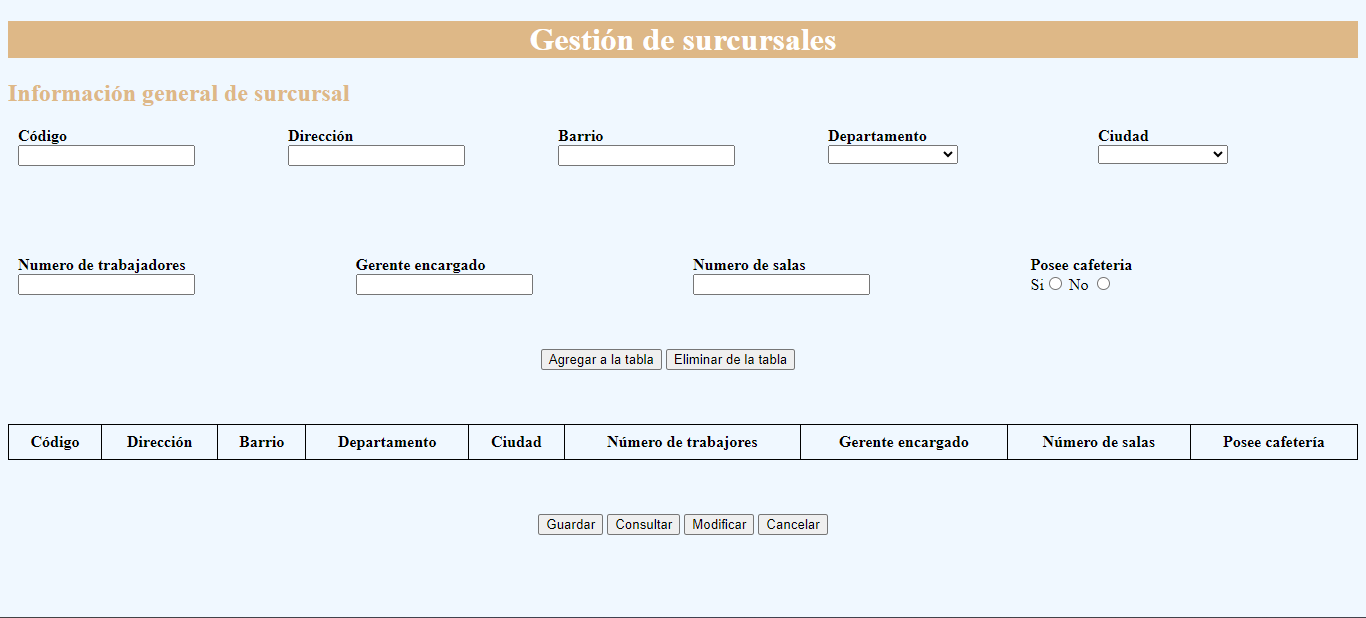 Gestión de surcursales
Información general de surcursal
Código Dirección Barrio Departamento Ciudad
Numero de trabajadores Gerente encargado Numero de salas Posee cafeteria
Si No
Agregar a la tabla Eliminar de la tabla
Código Dirección Barrio Departamento Ciudad Número de trabajores Gerente encargado Número de salas Posee cafetería
Guardar Consultar Modificar Cancelar